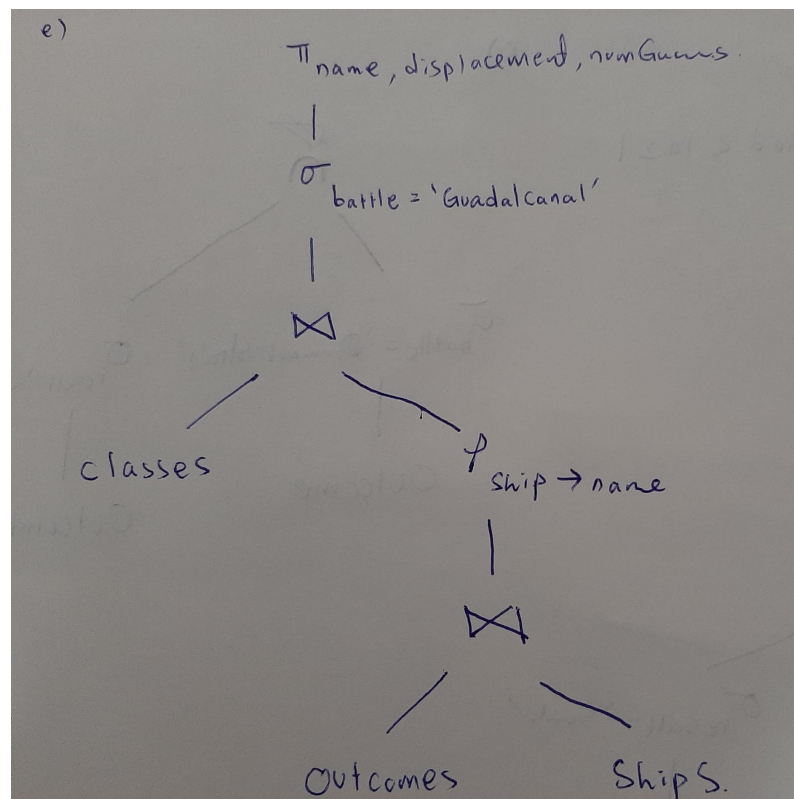 e)
π name, displacement, numGuns.
σ battle = 'Guadalcanal'
⋈
classes
ρ ship → name
⋈
Outcomes
Ships.